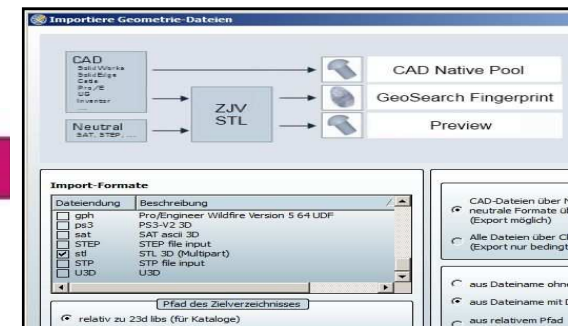 Importiere Geometrie-Dateien
CAD
SolidWorks
SolidEdge
Catia
Pro/E
UG
Inventor
....
Neutral
SAT, STEP, ...
ZJV
STL
CAD Native Pool
GeoSearch Fingerprint
Preview
Import-Formate
Dateiendung Beschreibung
gph Pro/Engineer Wildfire Version 5 64 UDF
ps3 PS3-V2 3D
sat SAT ascii 3D
STEP STEP file input
stl STL 3D (Multipart)
STP STP file input
U3D U3D
Pfad des Zielverzeichnisses
relativ zu 23d libs (für Kataloge)
CAD-Dateien über N
neutrale Formate üb
(Export möglich)
Alle Dateien über Cl
(Export nur bedingt
aus Dateiname ohne
aus Dateiname mit D
aus relativem Pfad